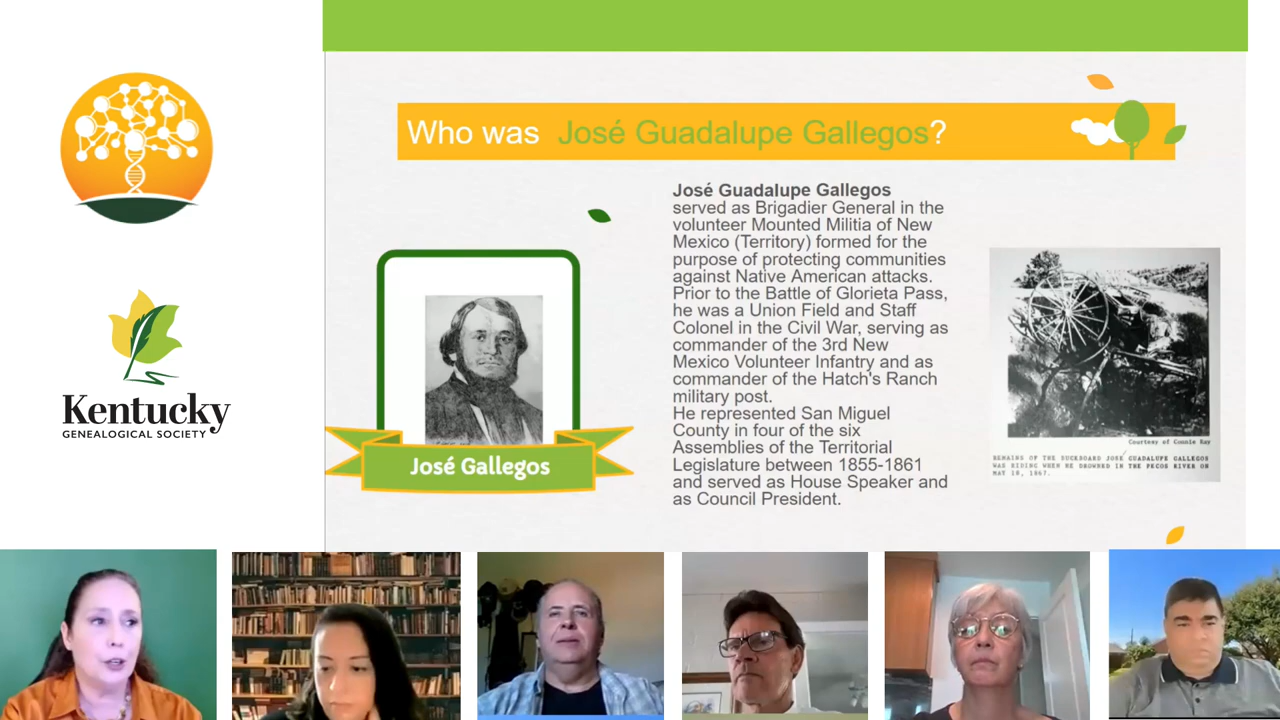 Who was José Guadalupe Gallegos?
José Guadalupe Gallegos
served as Brigadier General in the
volunteer Mounted Militia of New
Mexico (Territory) formed for the
purpose of protecting communities
against Native American attacks.
Prior to the Battle of Glorieta Pass,
he was a Union Field and Staff
Colonel in the Civil War, serving as
commander of the 3rd New
Mexico Volunteer Infantry and as
commander of the Hatch's Ranch
military post.
He represented San Miguel
County in four of the six
Assemblies of the Territorial
Legislature between 1855-1861
and served as House Speaker and
as Council President.
José Gallegos
Courtesy of Connie Ray
REMAINS OF THE BUCKBOARD JOSE GUADALUPE GALLEGOS
WAS RIDING WHEN HE DROWNED IN THE PECOS RIVER ON
MAY 18, 1867.
Kentucky
GENEALOGICAL SOCIETY